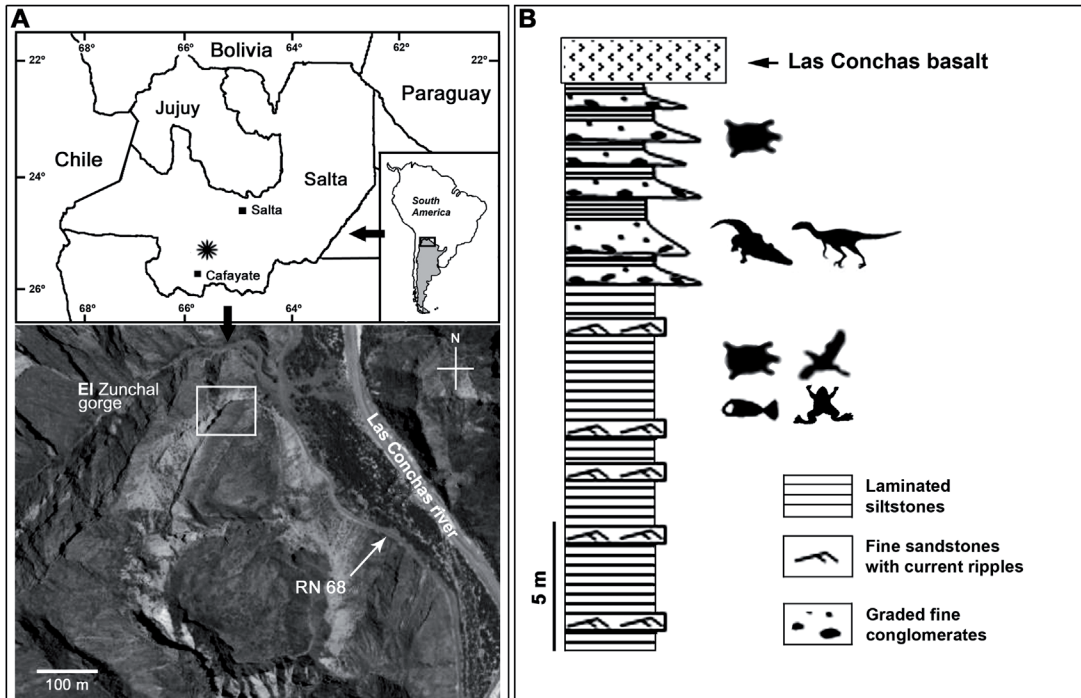 A
68°
66°
Bolivia
64°
62°
22°
22°
Paraguay
Jujuy
Chile
24°
24°
Salta
Salta
South
America
Cafayate
26°
26°
68°
66°
64°
N
El Zunchal
gorge
Las Conchas river
RN 68
100 m
B
Las Conchas basalt
Laminated
siltstones
Fine sandstones
with current ripples
Graded fine
conglomerates
5 m